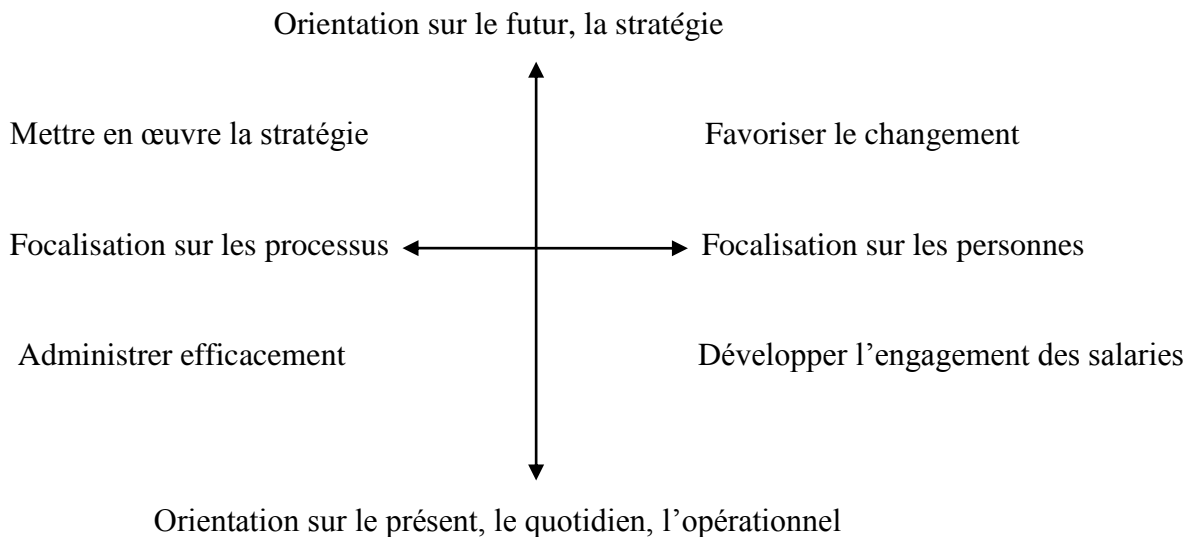 Orientation sur le futur, la stratégie
Mettre en œuvre la stratégie
Favoriser le changement
Focalisation sur les processus
Focalisation sur les personnes
Administrer efficacement
Développer l’engagement des salaries
Orientation sur le présent, le quotidien, l’opérationnel